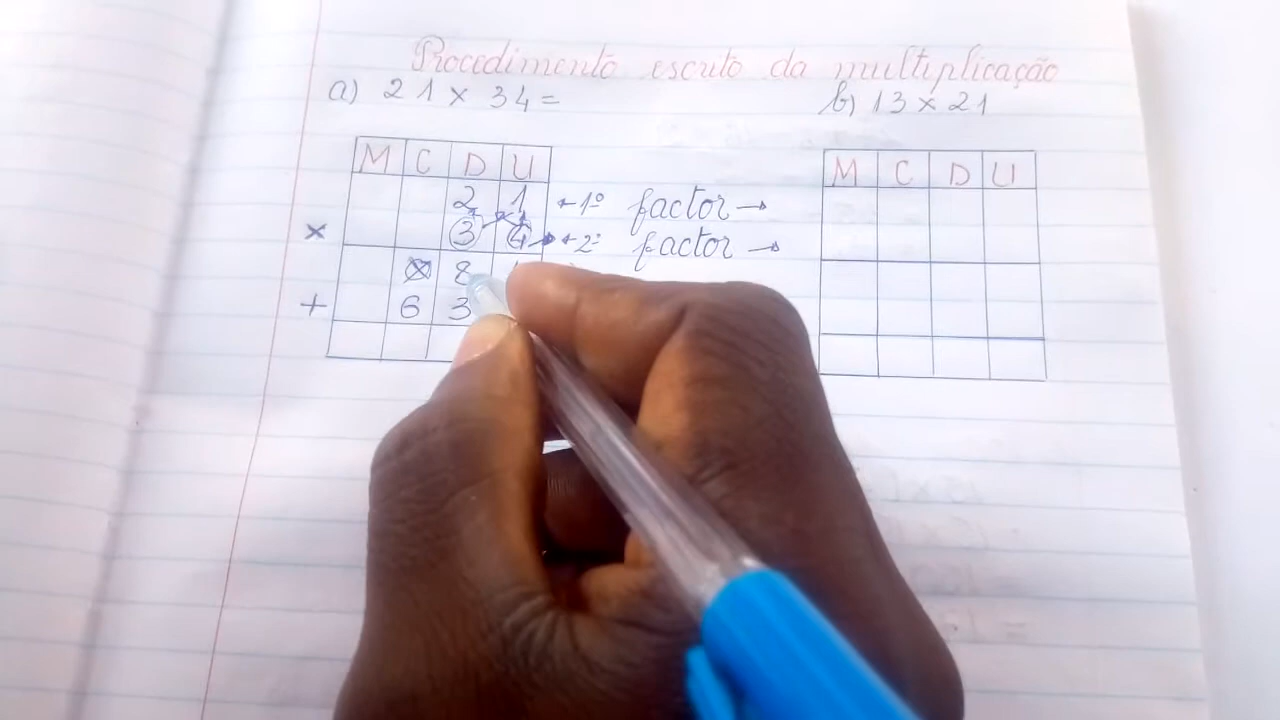 Procedimento escuto da multiplicação
a) 21 x 34 = b) 13 x 21
M C D U M C D U
2 1 ← 1º factor →
x 3 4 ← 2º factor →
8
+ 6 3